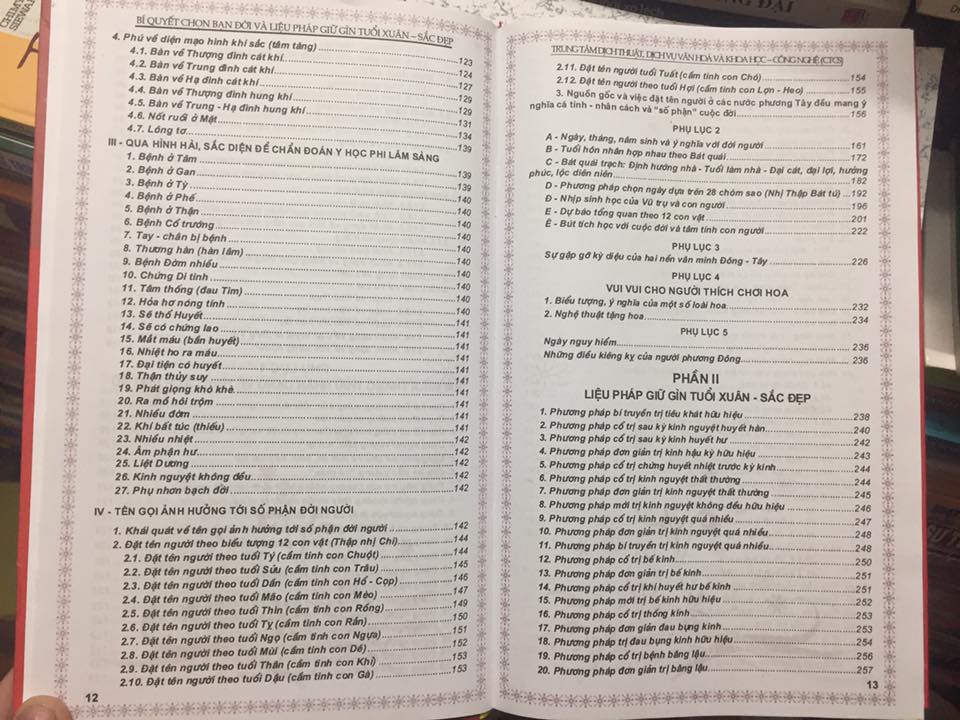 BÍ QUYẾT CHỌN BẠN ĐỜI VÀ LIỆU PHÁP GIỮ GÌN TUỔI XUÂN – SẮC ĐẸP
4. Phú về diện mạo hình khí sắc (tâm tăng) 123
4.1. Bàn về Thượng đình cát khí 124
4.2. Bàn về Trung đình cát khí 127
4.3. Bàn về Hạ đình cát khí 129
4.4. Bàn về Thượng đình hung khí 129
4.5. Bàn về Trung - Hạ đình hung khí 131
4.6. Nốt ruồi ở Mặt 134
4.7. Lông tơ 139
III - QUA HÌNH HÀI, SẮC DIỆN ĐỂ CHẨN ĐOÁN Y HỌC PHI LÂM SÀNG
1. Bệnh ở Tâm 139
2. Bệnh ở Gan 139
3. Bệnh ở Tỳ 140
4. Bệnh ở Phế 140
5. Bệnh ở Thận 140
6. Bệnh Cổ trướng 140
7. Tay - chân bị bệnh 140
8. Thương hàn (hàn lâm) 140
9. Bệnh Đờm nhiều 140
10. Chứng Di tinh 140
11. Tâm thống (đau Tim) 140
12. Hỏa hơ nóng tính 140
13. Sẽ thổ Huyết 141
14. Sẽ có chứng lao 141
15. Mắt máu (bần huyết) 141
16. Nhiệt ho ra máu 141
17. Đại tiện có huyết 141
18. Thận thủy suy 141
19. Phát giọng khò khè 141
20. Ra mồ hôi trộm 141
21. Nhiều đờm 141
22. Khí bất túc (thiếu) 141
23. Nhiều nhiệt 142
24. Âm phận hư 142
25. Liệt Dương 142
26. Kinh nguyệt không đều 142
27. Phụ nhơn bạch đới 142
IV - TÊN GỌI ẢNH HƯỞNG TỚI SỐ PHẬN ĐỜI NGƯỜI
1. Khái quát về tên gọi ảnh hưởng tới số phận đời người 142
2. Đặt tên người theo biểu tượng 12 con vật (Thập nhị Chi) 144
2.1. Đặt tên người theo tuổi Tý (cầm tinh con Chuột) 144
2.2. Đặt tên người theo tuổi Sửu (cầm tinh con Trâu) 145
2.3. Đặt tên người theo tuổi Dần (cầm tinh con Hổ - Cọp) 146
2.4. Đặt tên người theo tuổi Mão (cầm tinh con Mèo) 147
2.5. Đặt tên người theo tuổi Thìn (cầm tinh con Rồng) 149
2.6. Đặt tên người theo tuổi Tỵ (cầm tinh con Rắn) 150
2.7. Đặt tên người theo tuổi Ngọ (cầm tinh con Ngựa) 151
2.8. Đặt tên người theo tuổi Mùi (cầm tinh con Dê) 152
2.9. Đặt tên người theo tuổi Thân (cầm tinh con Khỉ) 153
2.10. Đặt tên người theo tuổi Dậu (cầm tinh con Gà) 153
12
TRUNG TÂM DỊCH THUẬT, DỊCH VỤ VĂN HOÁ VÀ KHOA HỌC – CÔNG NGHỆ (CTCS)
2.11. Đặt tên người tuổi Tuất (cầm tinh con Chó) 154
2.12. Đặt tên người theo tuổi Hợi (cầm tinh con Lợn - Heo) 155
3. Nguồn gốc và việc đặt tên người ở các nước phương Tây đều mang ý
nghĩa cá tính - nhân cách và "số phận" cuộc đời 156
PHỤ LỤC 2
A - Ngày, tháng, năm sinh và ý nghĩa với đời người 161
B - Tuổi hôn nhân hợp nhau theo Bát quái 172
C - Bát quái trạch: Định hướng nhà - Tuổi làm nhà - Đại cát, đại lợi, hưởng
phúc, lộc diên niên 182
D - Phương pháp chọn ngày dựa trên 28 chòm sao (Nhị Thập Bát tú) 192
Đ - Nhịp sinh học của Vũ trụ và con người 196
E - Dự báo tổng quan theo 12 con vật 201
Ê - Bút tích học với cuộc đời và tâm tính con người 222
PHỤ LỤC 3
Sự gặp gỡ kỳ diệu của hai nền văn minh Đông - Tây 226
PHỤ LỤC 4
VUI VUI CHO NGƯỜI THÍCH CHƠI HOA
1. Biểu tượng, ý nghĩa của một số loài hoa 232
2. Nghệ thuật tặng hoa 234
PHỤ LỤC 5
Ngày nguy hiểm 236
Những điều kiêng kỵ của người phương Đông 236
PHẦN II
LIỆU PHÁP GIỮ GÌN TUỔI XUÂN - SẮC ĐẸP
1. Phương pháp bí truyền trị tiêu khát hữu hiệu 238
2. Phương pháp cổ trị sau kỳ kinh nguyệt huyết hàn 240
3. Phương pháp cổ trị sau kỳ kinh huyết hư 242
4. Phương pháp đơn giản trị kinh hậu kỳ hữu hiệu 243
5. Phương pháp cổ trị chứng huyết nhiệt trước kỳ kinh 244
6. Phương pháp cổ trị kinh nguyệt thất thường 244
7. Phương pháp đơn giản trị kinh nguyệt thất thường 245
8. Phương pháp mới trị kinh nguyệt không đều hữu hiệu 246
9. Phương pháp cổ trị kinh nguyệt quá nhiều 247
10. Phương pháp đơn giản trị kinh nguyệt quá nhiều 248
11. Phương pháp bí truyền trị kinh nguyệt quá nhiều 248
12. Phương pháp cổ trị bế kinh 250
13. Phương pháp đơn giản trị bế kinh 251
14. Phương pháp cổ trị khí huyết hư bế kinh 251
15. Phương pháp mới trị bế kinh hữu hiệu 252
16. Phương pháp cổ trị thống kinh 253
17. Phương pháp đơn giản đau bụng kinh 253
18. Phương pháp trị đau bụng kinh hữu hiệu 254
19. Phương pháp cổ trị bệnh băng lậu 256
20. Phương pháp đơn giản trị băng lậu 257
13